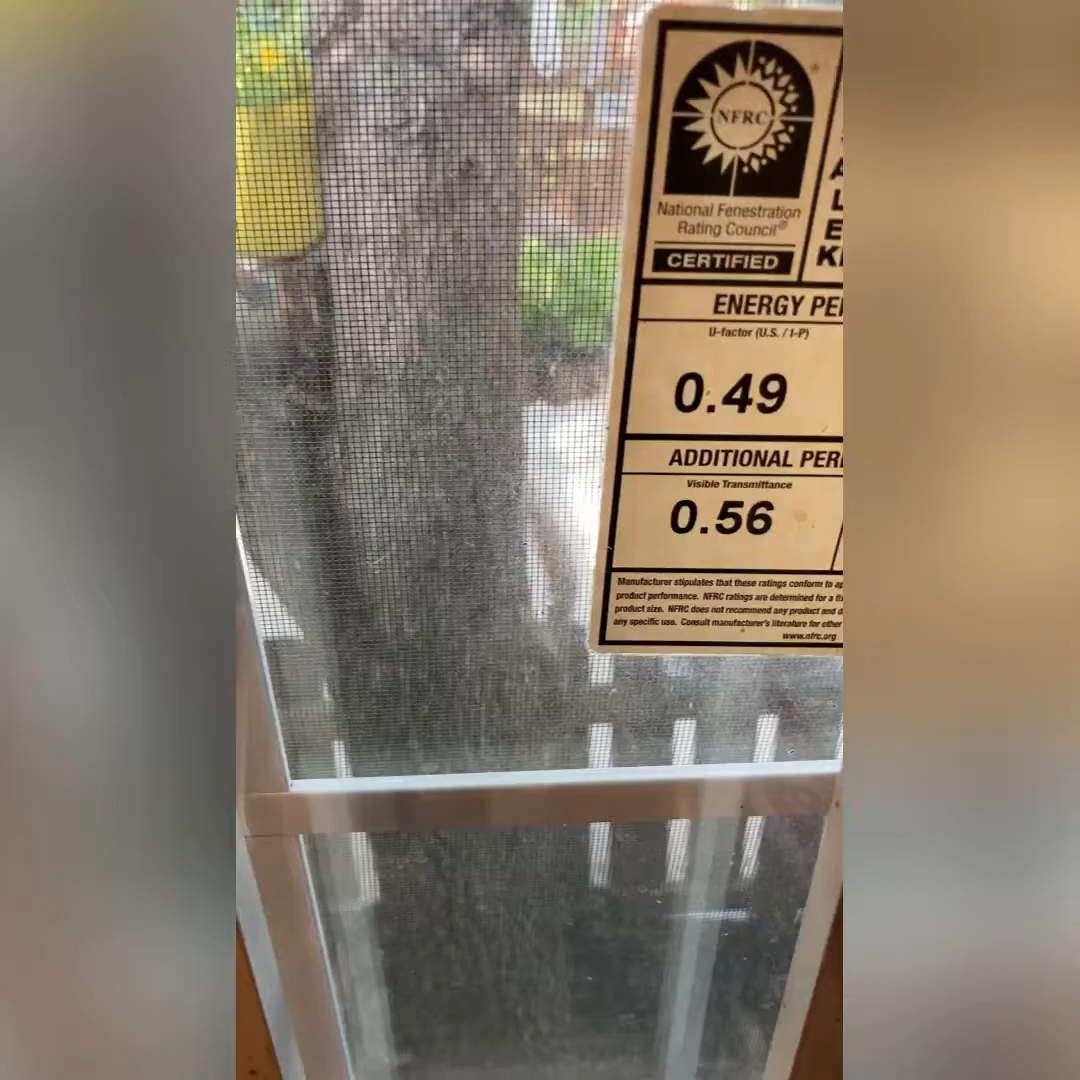 NFRC
National Fenestration
Rating Council®
CERTIFIED
ENERGY
U-factor (U.S. / I-P)
0.49
ADDITIONAL
Visible Transmittance
0.56
Manufacturer stipulates that these ratings conform to
product performance. NFRC ratings are determined for a
product size. NFRC does not recommend any product and
any specific use. Consult manufacturer's literature for other
www.nfrc.org